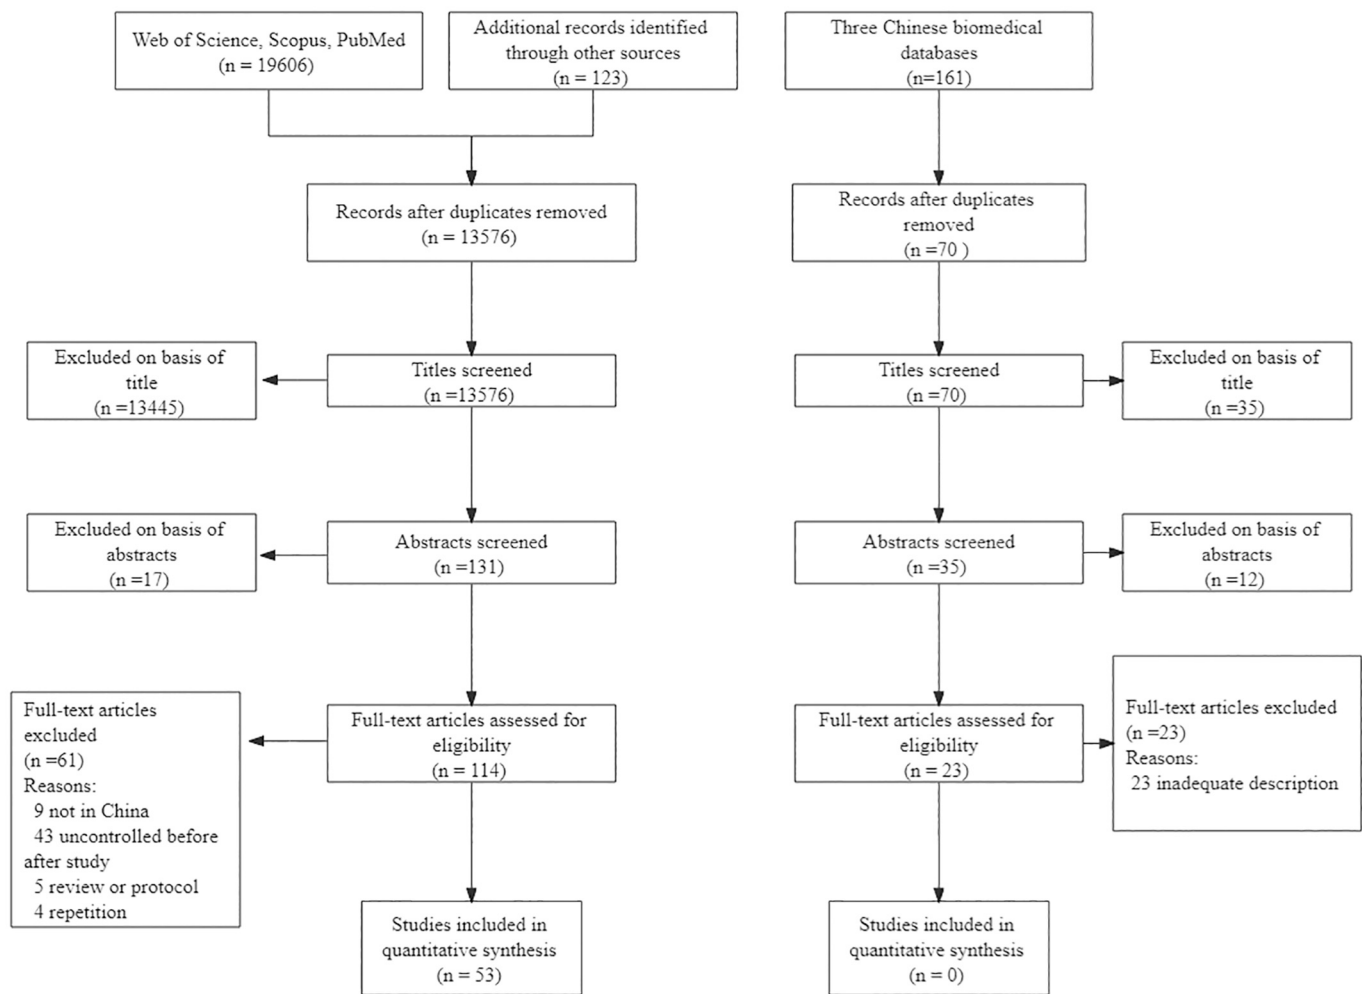 Web of Science, Scopus, PubMed
(n = 19606)
Additional records identified
through other sources
(n = 123)
Three Chinese biomedical
databases
(n=161)
Records after duplicates removed
(n = 13576)
Records after duplicates
removed
(n =70 )
Excluded on basis of
title
(n =13445)
Titles screened
(n =13576)
Titles screened
(n =70)
Excluded on basis of
title
(n =35)
Excluded on basis of
abstracts
(n =17)
Abstracts screened
(n =131)
Abstracts screened
(n =35)
Excluded on basis of
abstracts
(n =12)
Full-text articles
excluded
(n =61)
Reasons:
9 not in China
43 uncontrolled before
after study
5 review or protocol
4 repetition
Full-text articles assessed for
eligibility
(n = 114)
Full-text articles assessed for
eligibility
(n = 23)
Full-text articles excluded
(n =23)
Reasons:
23 inadequate description
Studies included in
quantitative synthesis
(n = 53)
Studies included in
quantitative synthesis
(n = 0)